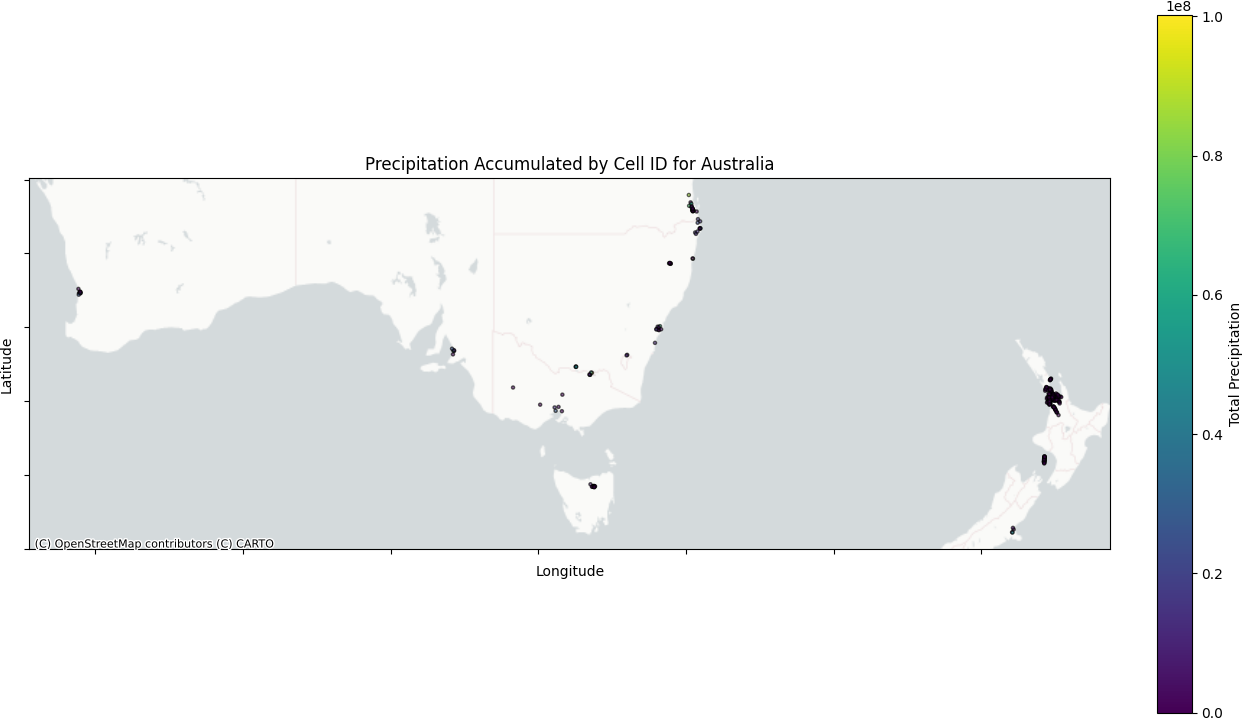 1e8
1.0
Precipitation Accumulated by Cell ID for Australia
0.8
0.6
Latitude
Total Precipitation
0.4
(C) OpenStreetMap contributors (C) CARTO
Longitude
0.2
0.0